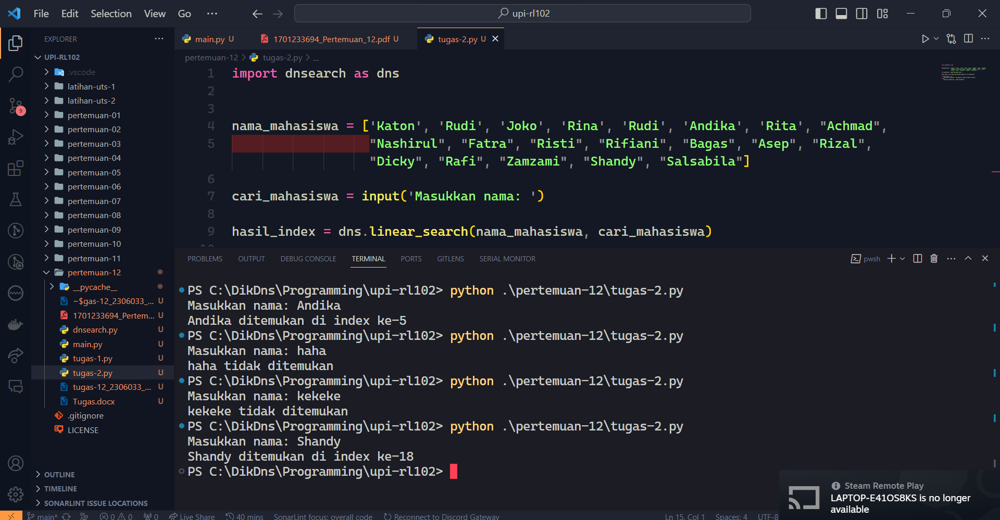 File Edit Selection View Go ···
upi-rl102
EXPLORER ···
UPI-RL102
.vscode
latihan-uts-1
latihan-uts-2
pertemuan-01
pertemuan-02
pertemuan-03
pertemuan-04
pertemuan-05
pertemuan-06
pertemuan-07
pertemuan-08
pertemuan-09
pertemuan-10
pertemuan-11
pertemuan-12
__pycache__
~$gas-12_2306033_... U
1701233694_Pertem... U
dnsearch.py U
main.py U
tugas-1.py U
tugas-2.py U
tugas-12_2306033_... U
Tugas.docx U
.gitignore
LICENSE
OUTLINE
TIMELINE
SONARLINT ISSUE LOCATIONS
9
main.py U
1701233694_Pertemuan_12.pdf U
tugas-2.py U
pertemuan-12 > tugas-2.py > ...
1 import dnsearch as dns
2
3
4 nama_mahasiswa = ['Katon', 'Rudi', 'Joko', 'Rina', 'Rudi', 'Andika', 'Rita', "Achmad",
5 "Nashirul", "Fatra", "Risti", "Rifiani", "Bagas", "Asep", "Rizal",
"Dicky", "Rafi", "Zamzami", "Shandy", "Salsabila"]
6
7 cari_mahasiswa = input('Masukkan nama: ')
8
9 hasil_index = dns.linear_search(nama_mahasiswa, cari_mahasiswa)
10
PROBLEMS OUTPUT DEBUG CONSOLE TERMINAL PORTS GITLENS SERIAL MONITOR
pwsh
PS C:\DikDns\Programming\upi-rl102> python .\pertemuan-12\tugas-2.py
Masukkan nama: Andika
Andika ditemukan di index ke-5
PS C:\DikDns\Programming\upi-rl102> python .\pertemuan-12\tugas-2.py
Masukkan nama: haha
haha tidak ditemukan
PS C:\DikDns\Programming\upi-rl102> python .\pertemuan-12\tugas-2.py
Masukkan nama: kekeke
kekeke tidak ditemukan
PS C:\DikDns\Programming\upi-rl102> python .\pertemuan-12\tugas-2.py
Masukkan nama: Shandy
Shandy ditemukan di index ke-18
PS C:\DikDns\Programming\upi-rl102>
Steam Remote Play
LAPTOP-E41OS8KS is no longer
available
main* 0 0 0 Live Share 40 mins SonarLint focus: overall code Reconnect to Discord Gateway Ln 15, Col 1 Spaces: 4 UTF-8